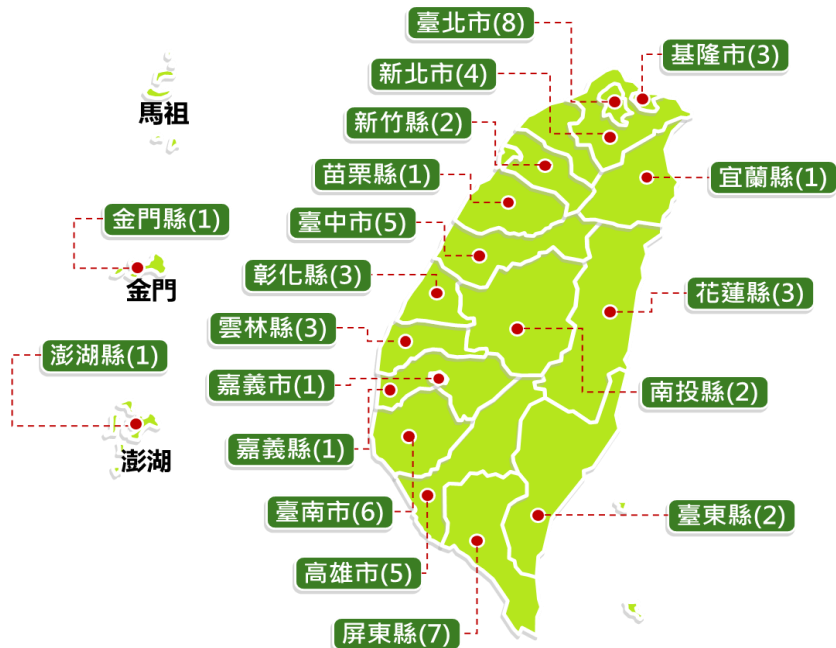 臺北市(8)
基隆市(3)
新北市(4)
馬祖
新竹縣(2)
苗栗縣(1)
宜蘭縣(1)
金門縣(1)
臺中市(5)
彰化縣(3)
金門
花蓮縣(3)
雲林縣(3)
澎湖縣(1)
嘉義市(1)
南投縣(2)
嘉義縣(1)
澎湖
臺南市(6)
臺東縣(2)
高雄市(5)
屏東縣(7)